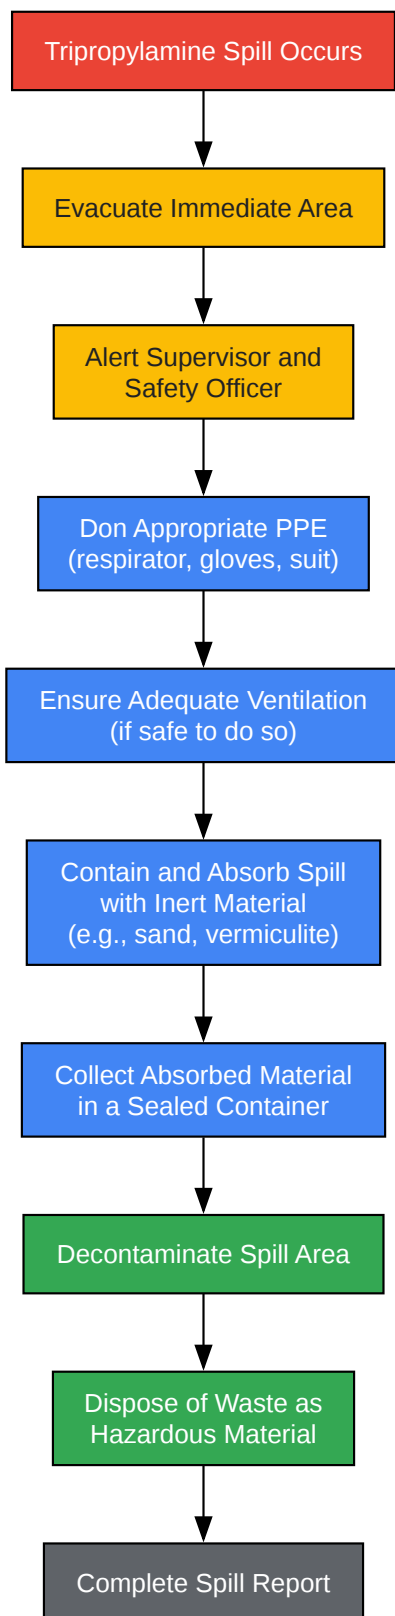 Tripropylamine Spill Occurs
Evacuate Immediate Area
Alert Supervisor and
Safety Officer
Don Appropriate PPE
(respirator, gloves, suit)
Ensure Adequate Ventilation
(if safe to do so)
Contain and Absorb Spill
with Inert Material
(e.g., sand, vermiculite)
Collect Absorbed Material
in a Sealed Container
Decontaminate Spill Area
Dispose of Waste as
Hazardous Material
Complete Spill Report